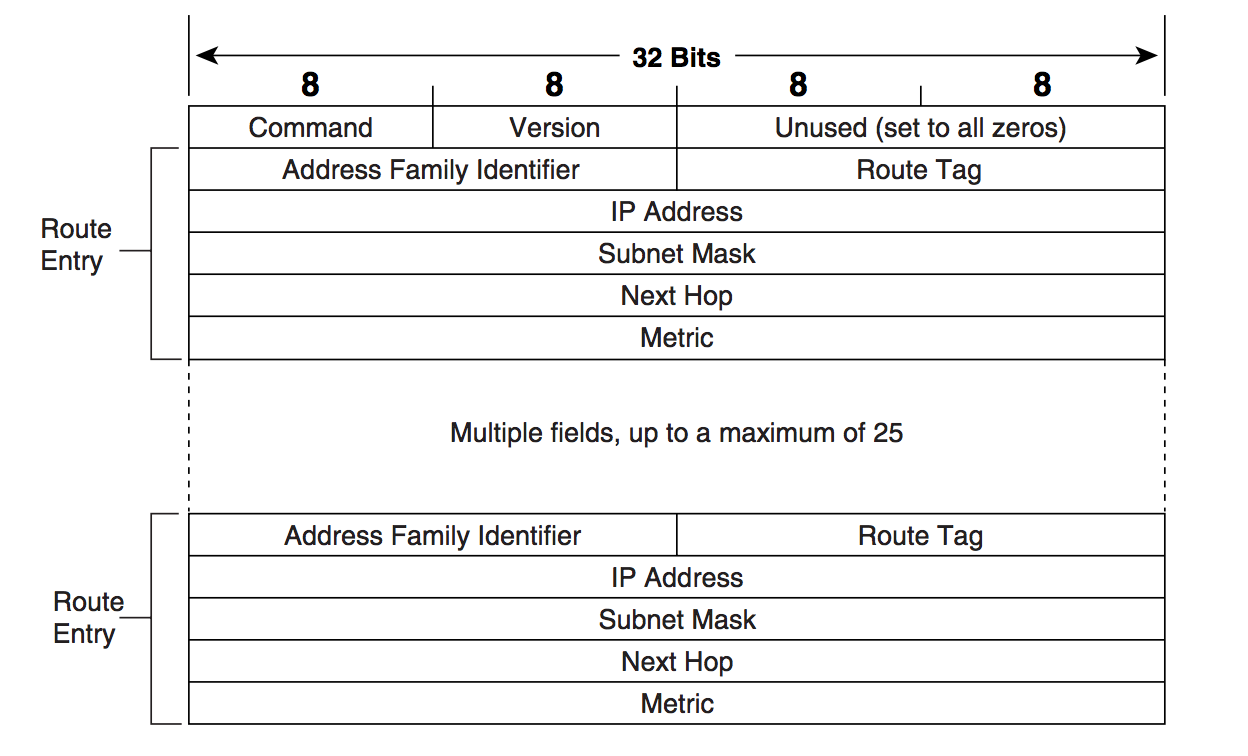 32 Bits
8 8 8 8
Command Version Unused (set to all zeros)
Address Family Identifier Route Tag
IP Address
Subnet Mask
Next Hop
Metric
Route
Entry
Multiple fields, up to a maximum of 25
Address Family Identifier Route Tag
IP Address
Subnet Mask
Next Hop
Metric
Route
Entry